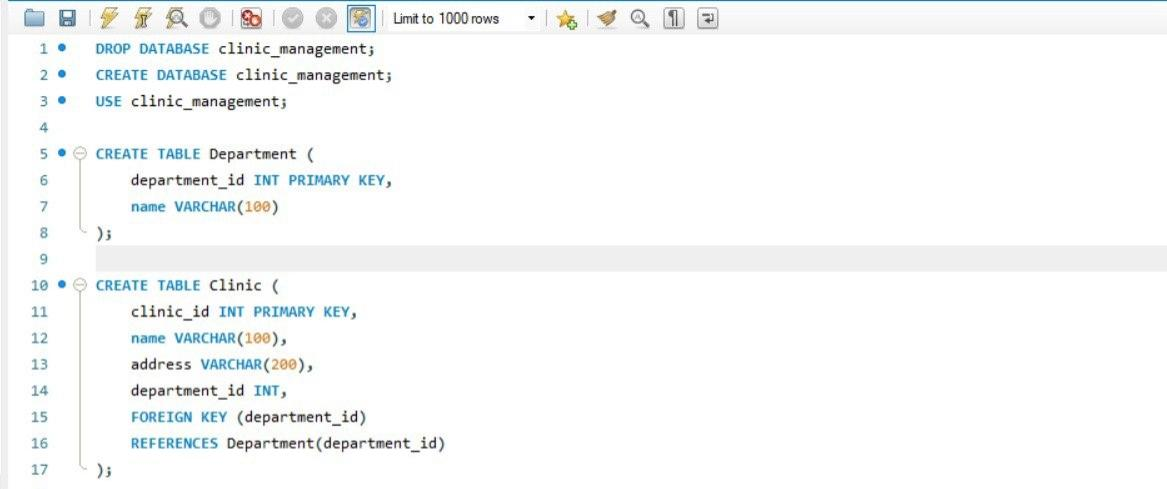 Limit to 1000 rows
1 DROP DATABASE clinic_management;
2 CREATE DATABASE clinic_management;
3 USE clinic_management;
4
5 CREATE TABLE Department (
6 department_id INT PRIMARY KEY,
7 name VARCHAR(100)
8 );
9
10 CREATE TABLE Clinic (
11 clinic_id INT PRIMARY KEY,
12 name VARCHAR(100),
13 address VARCHAR(200),
14 department_id INT,
15 FOREIGN KEY (department_id)
16 REFERENCES Department(department_id)
17 );